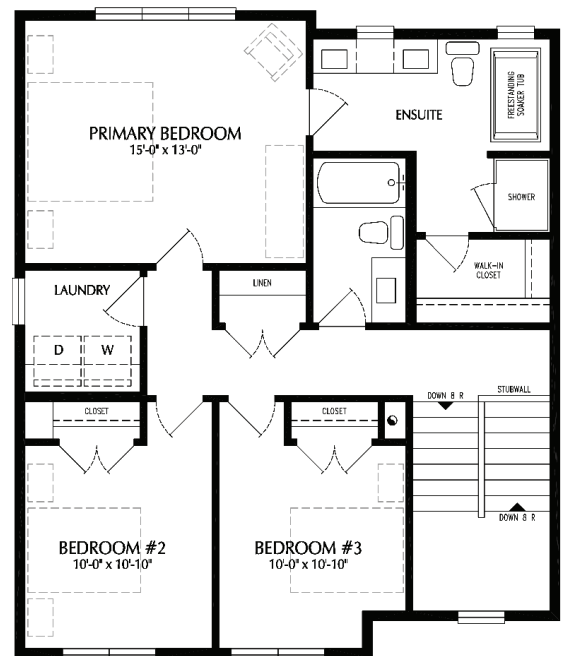 PRIMARY BEDROOM
15'-0" x 13'-0"
ENSUITE
FREESTANDING
SOAKER TUB
SHOWER
WALK-IN
CLOSET
LAUNDRY
D
W
LINEN
CLOSET
CLOSET
DOWN 8 R
STUBWALL
DOWN 8 R
BEDROOM #2
10'-0" x 10'-10"
BEDROOM #3
10'-0" x 10'-10"